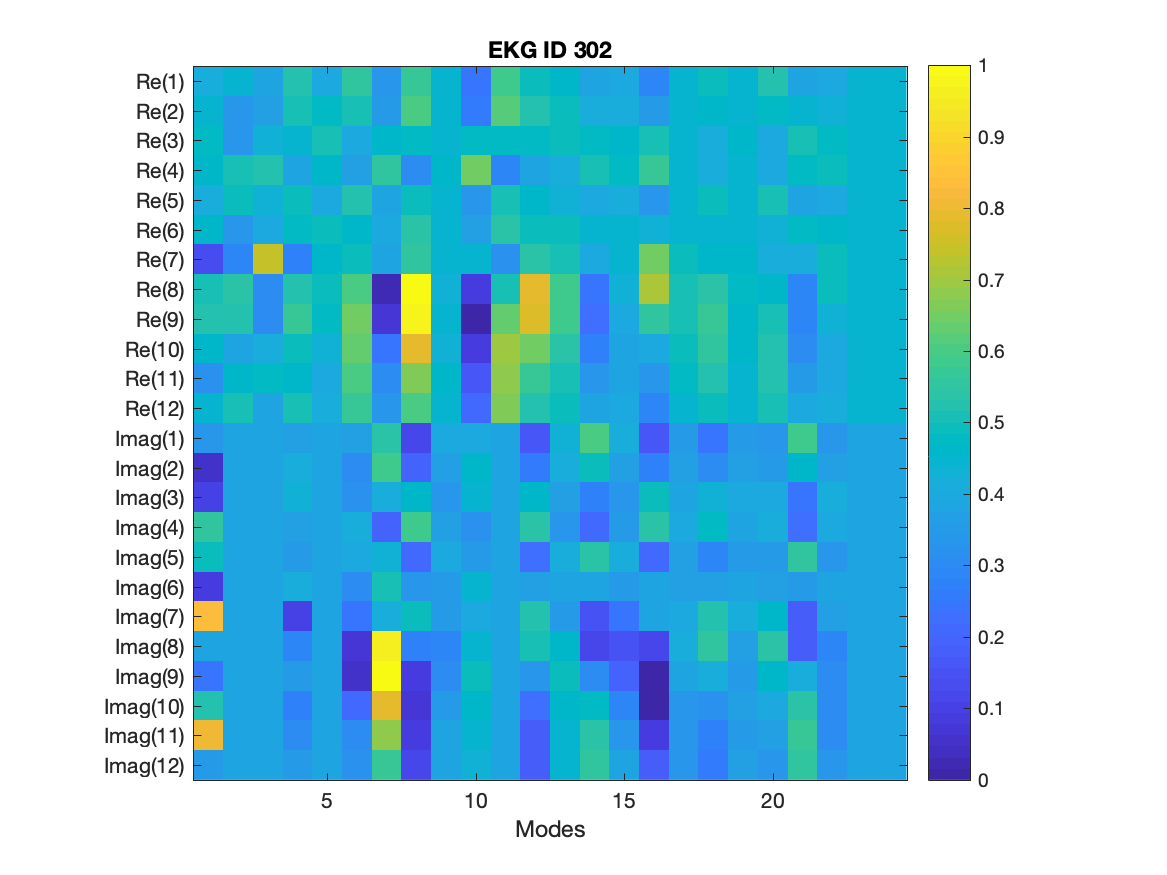 EKG ID 302
Re(1)
Re(2)
Re(3)
Re(4)
Re(5)
Re(6)
Re(7)
Re(8)
Re(9)
Re(10)
Re(11)
Re(12)
Imag(1)
Imag(2)
Imag(3)
Imag(4)
Imag(5)
Imag(6)
Imag(7)
Imag(8)
Imag(9)
Imag(10)
Imag(11)
Imag(12)
5 10 15 20
Modes
1
0.9
0.8
0.7
0.6
0.5
0.4
0.3
0.2
0.1
0